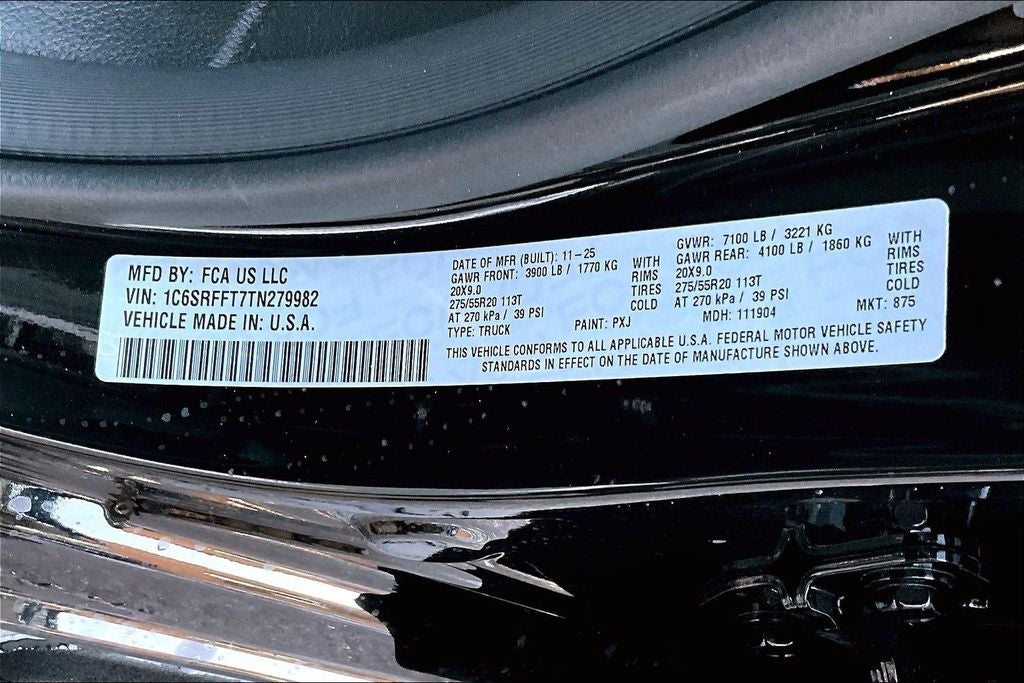 MFD BY: FCA US LLC
VIN: 1C6SRFFT7TN279982
VEHICLE MADE IN: U.S.A.
DATE OF MFR (BUILT): 11-25
GAWR FRONT: 3900 LB / 1770 KG WITH
20X9.0 RIMS
275/55R20 113T TIRES
AT 270 kPa / 39 PSI COLD
TYPE: TRUCK PAINT: PXJ
GVWR: 7100 LB / 3221 KG
GAWR REAR: 4100 LB / 1860 KG WITH
20X9.0 RIMS
275/55R20 113T TIRES
AT 270 kPa / 39 PSI COLD
MDH: 111904 MKT: 875
THIS VEHICLE CONFORMS TO ALL APPLICABLE U.S.A. FEDERAL MOTOR VEHICLE SAFETY
STANDARDS IN EFFECT ON THE DATE OF MANUFACTURE SHOWN ABOVE.